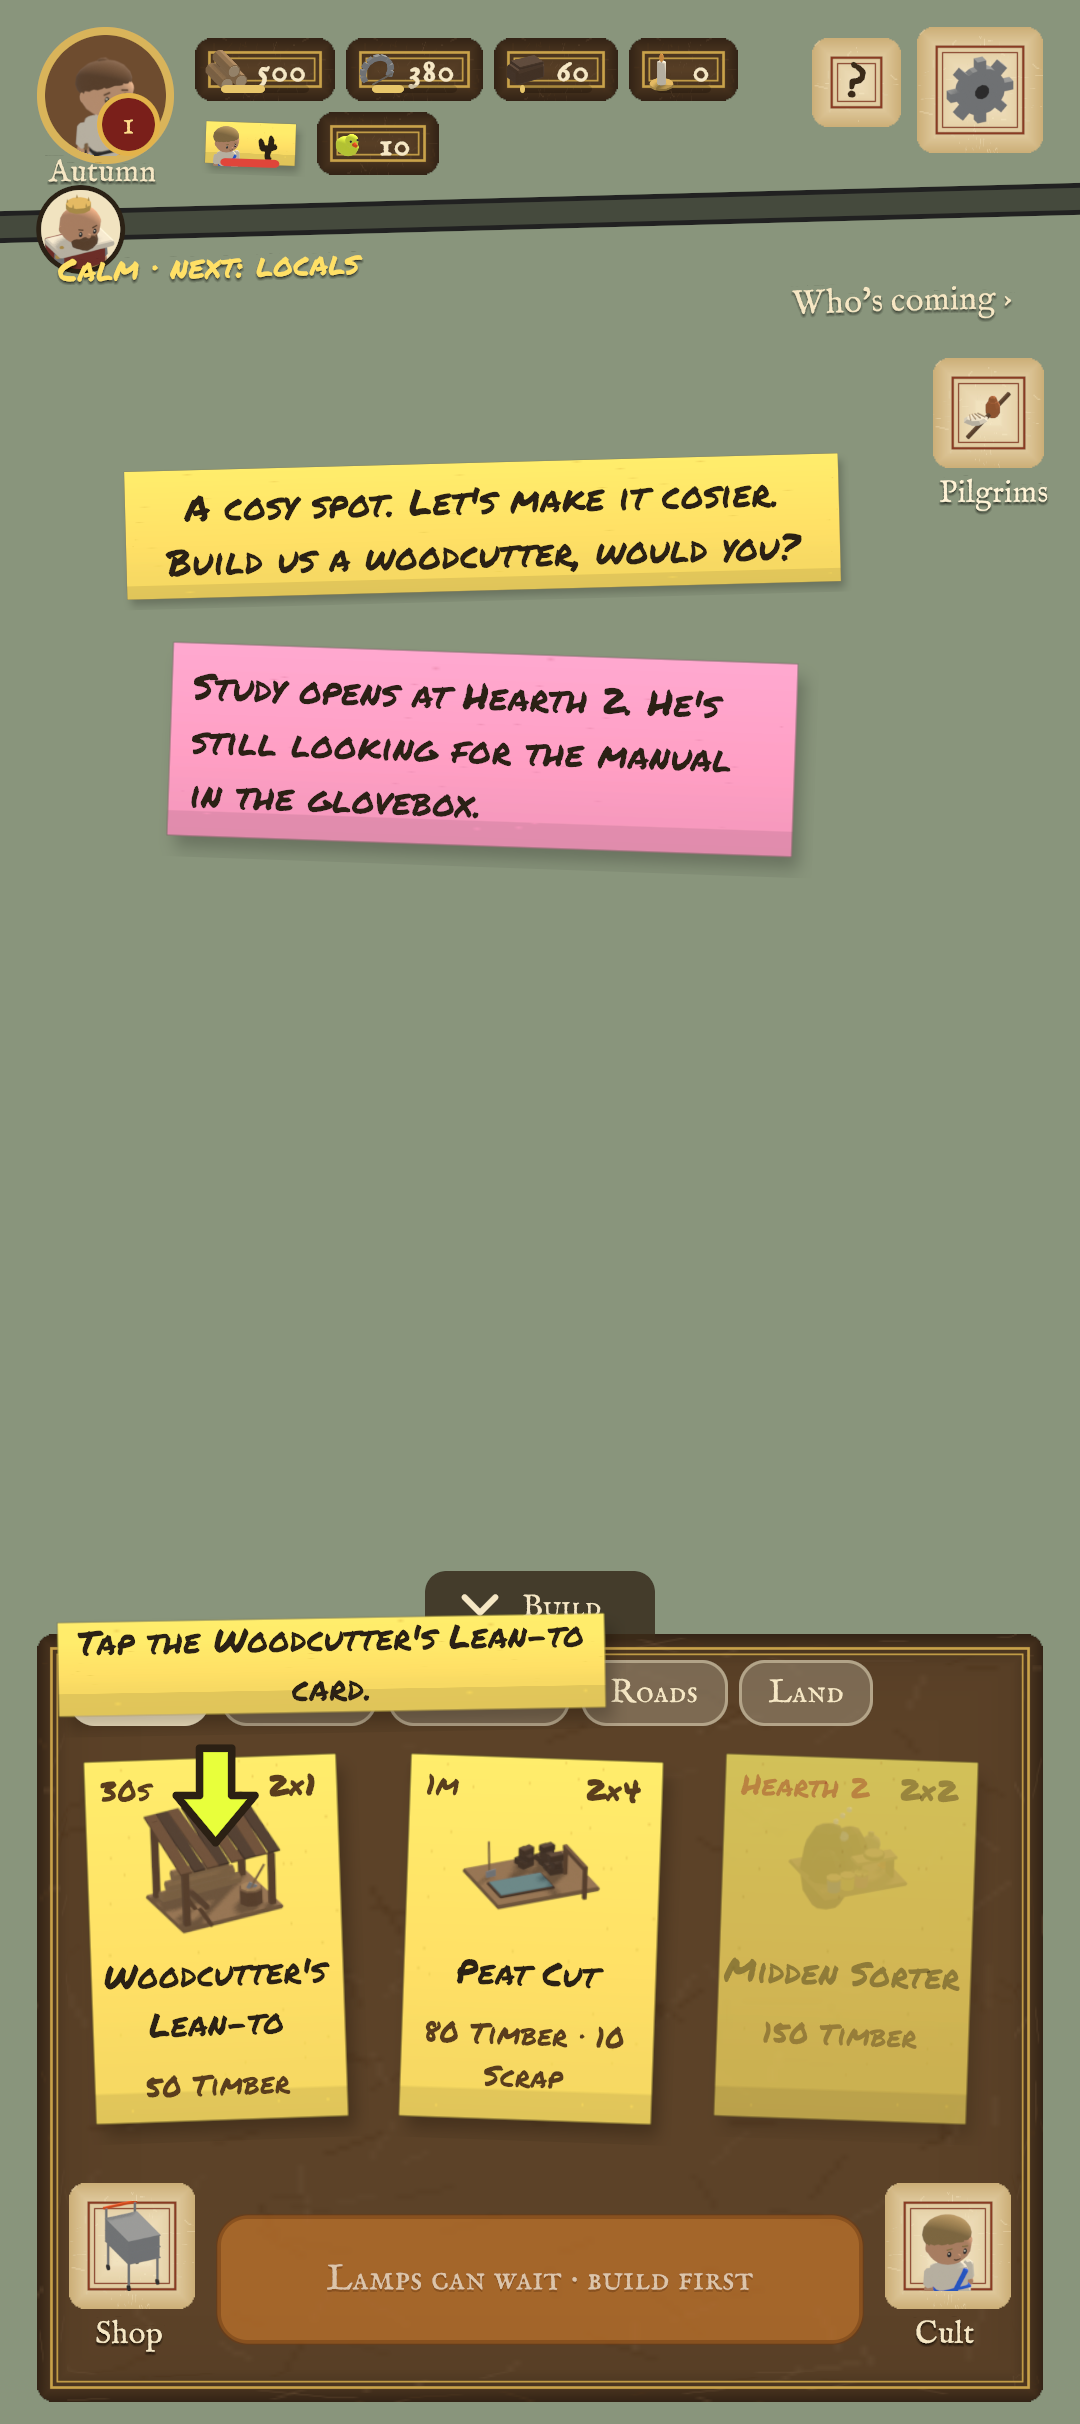 500
380
60
0
1
4
10
Autumn
Calm · next: locals
Who's coming ›
Pilgrims
A cosy spot. Let's make it cosier.
Build us a woodcutter, would you?
Study opens at Hearth 2. He's
still looking for the manual
in the glovebox.
Build
Tap the Woodcutter's Lean-to
card.
Roads
Land
30s
2x1
Woodcutter's
Lean-to
50 Timber
1m
2x4
Peat Cut
80 Timber · 10
Scrap
Hearth 2
2x2
Midden Sorter
150 Timber
Shop
Lamps can wait · build first
Cult
?